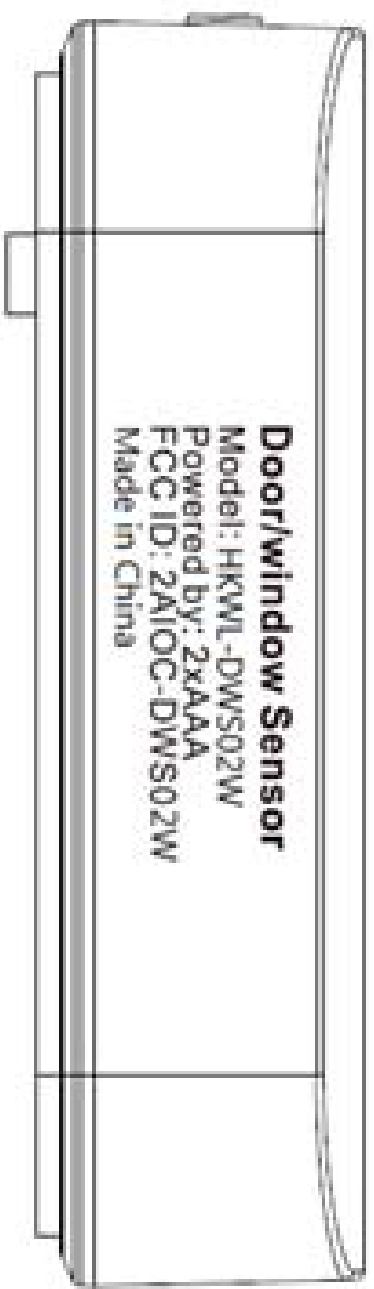 Door/window Sensor
Model: HKWL-DWS02W
Powered by: 2xAAA
FCC ID: 2AIOC-DWS02W
Made in China